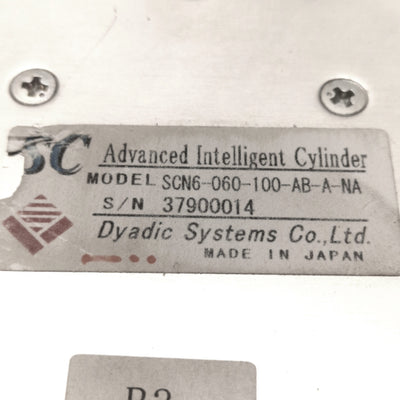 SC Advanced Intelligent Cylinder
MODEL SCN6-060-100-AB-A-NA
S/N 37900014
Dyadic Systems Co.,Ltd.
MADE IN JAPAN